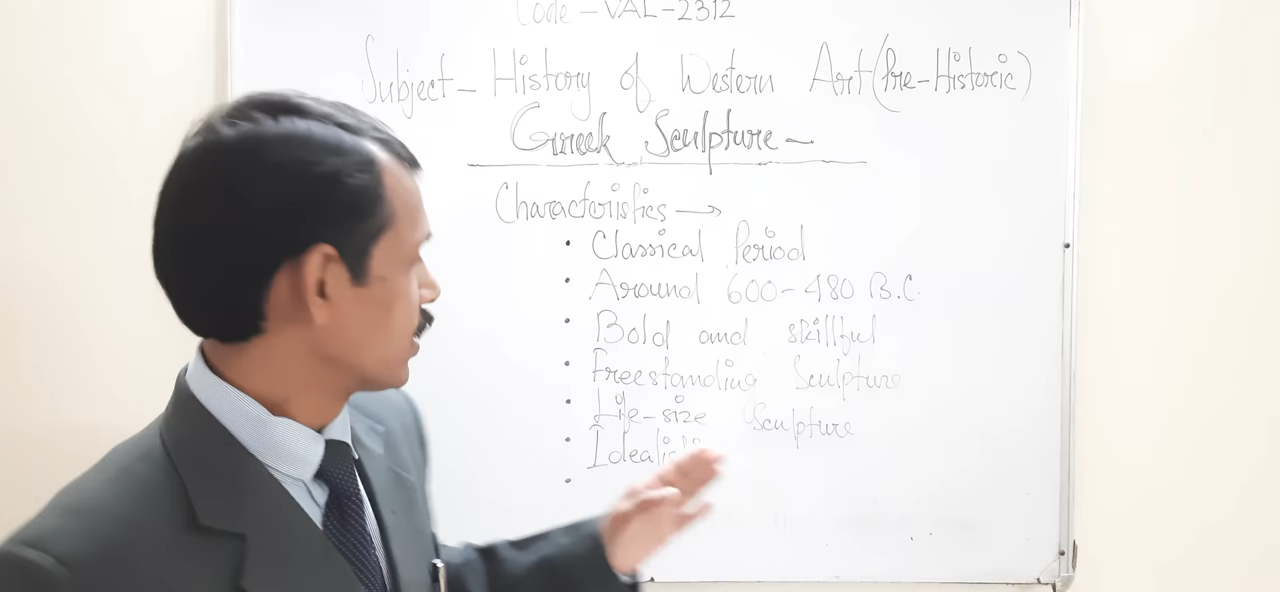 Code - VAL-2312
Subject - History of Western Art (Pre-Historic)
Greek Sculpture -
Characteristics →
• Classical Period
• Around 600-480 B.C.
• Bold and skillful
• Freestanding Sculpture
• Life-size Sculpture
•